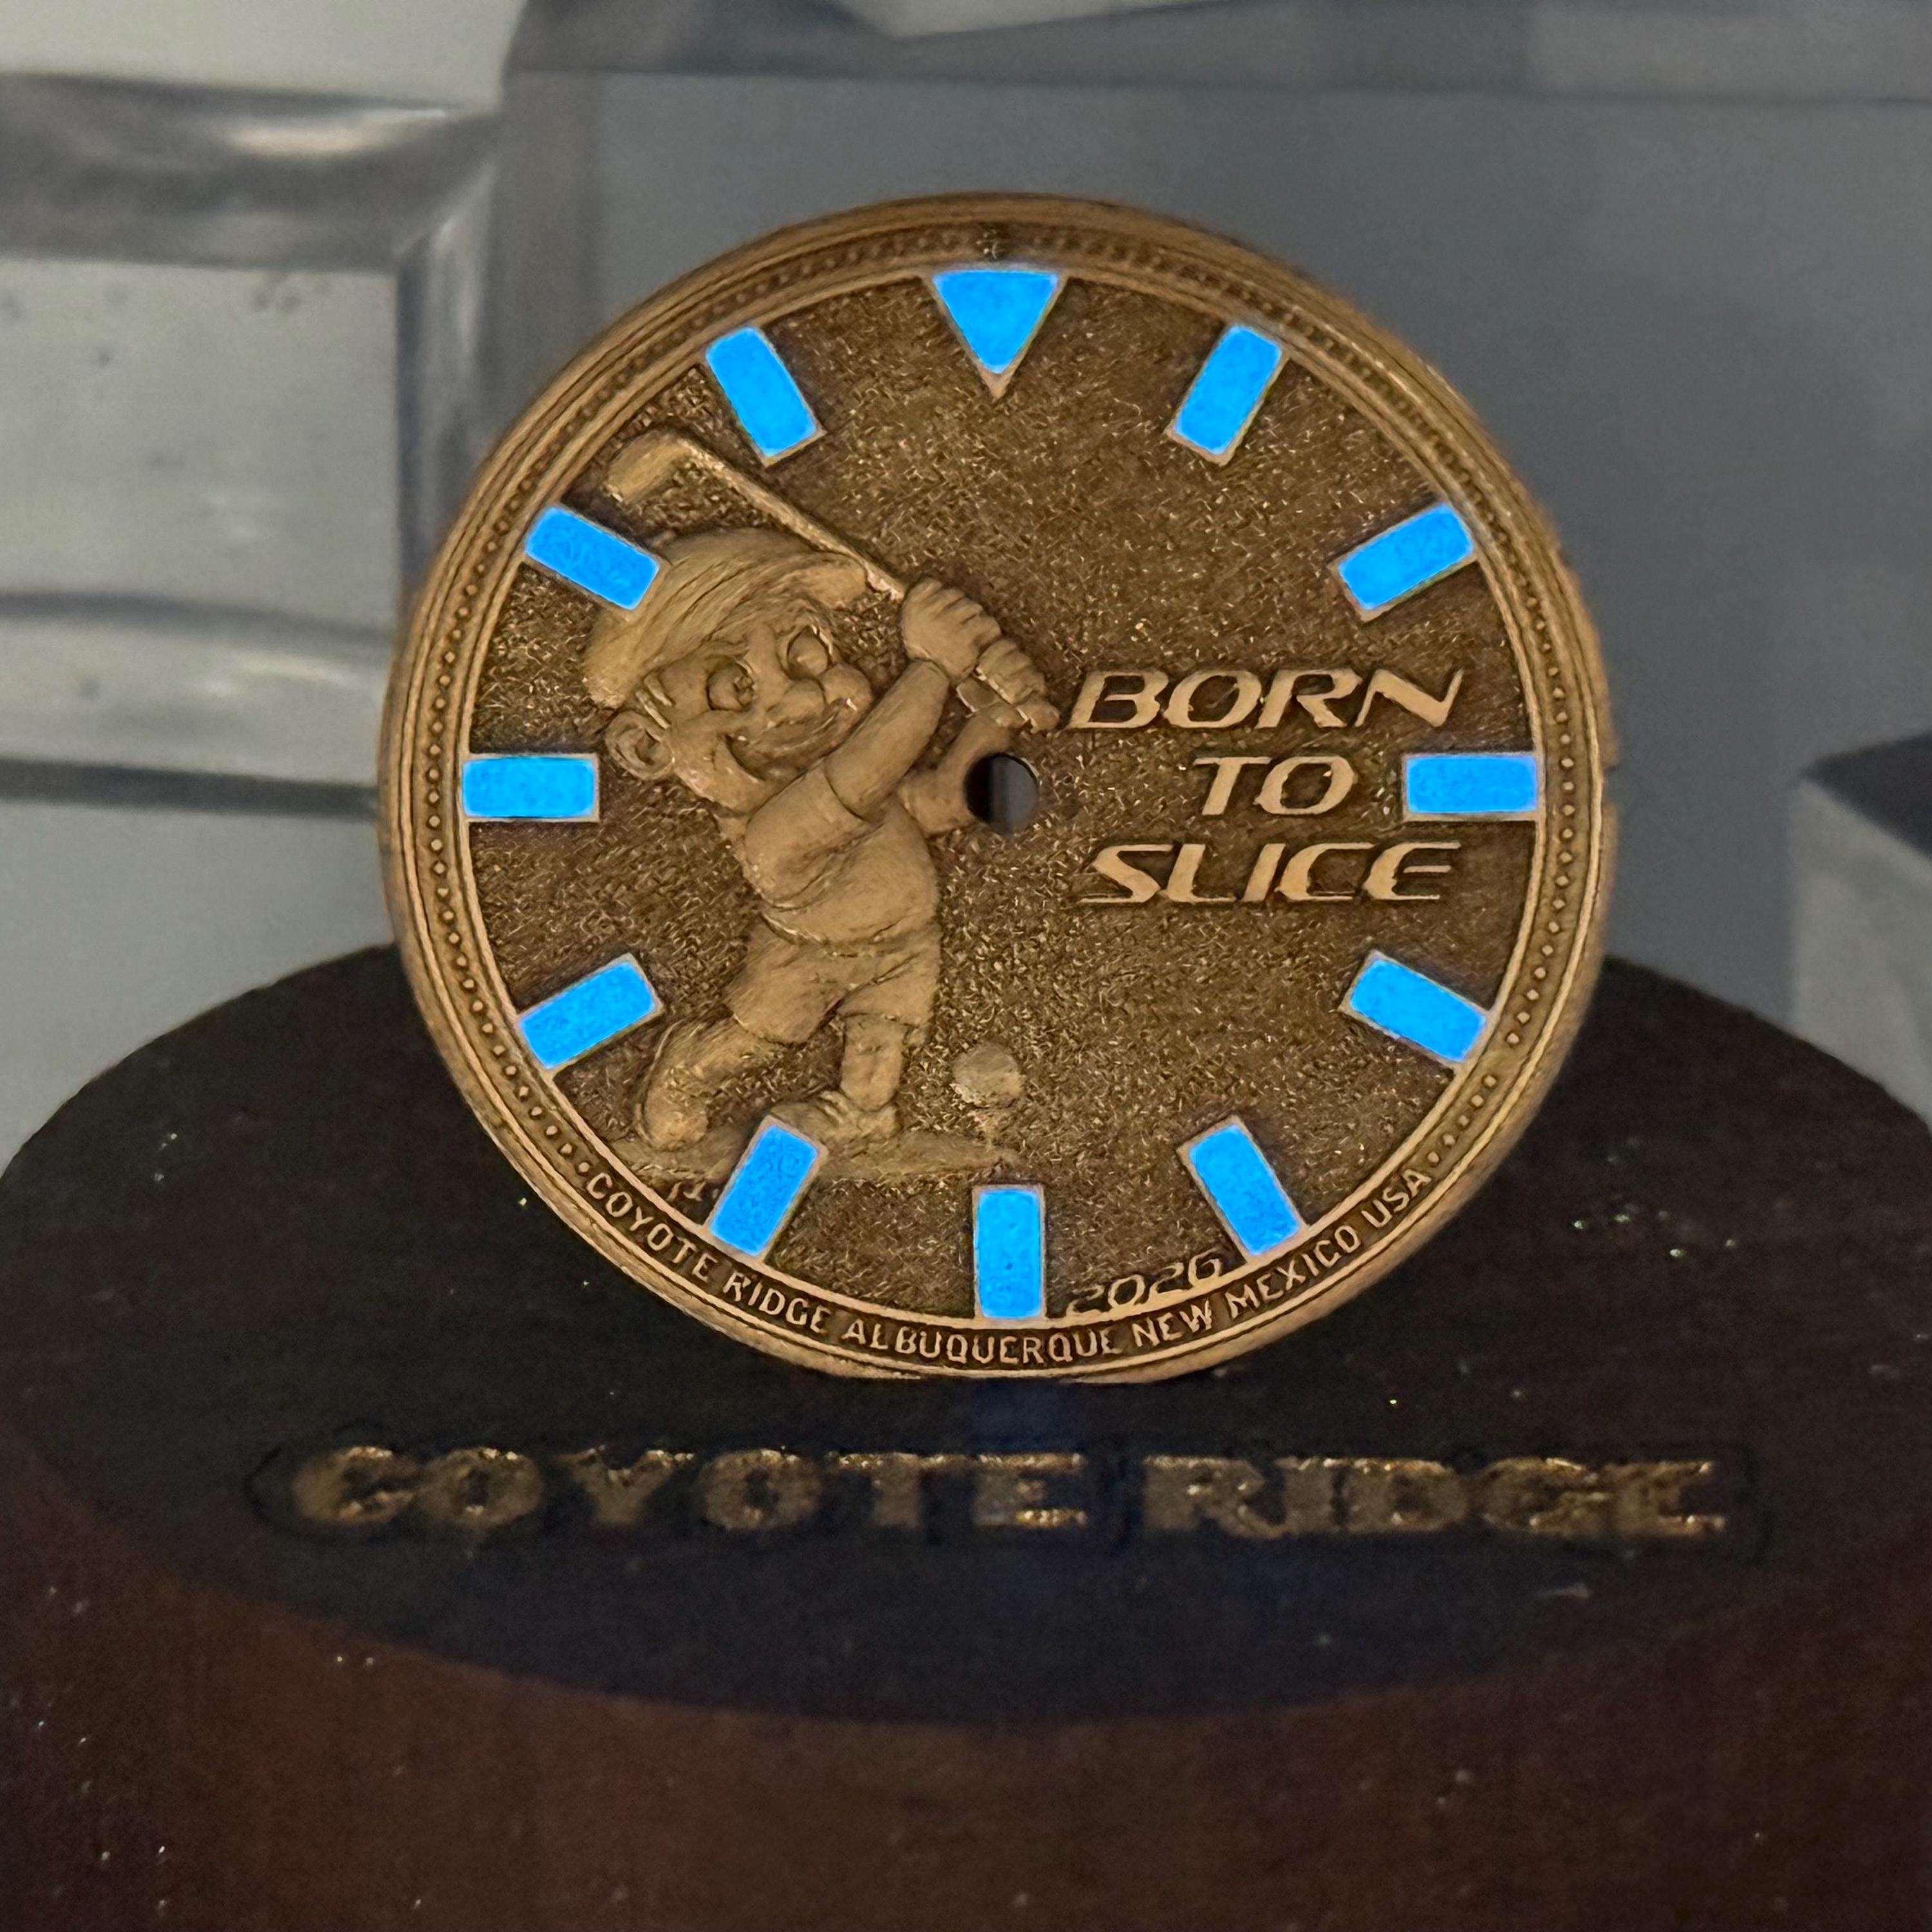 BORN
TO
SLICE
2026
COYOTE RIDGE ALBUQUERQUE NEW MEXICO USA
COYOTE RIDGE